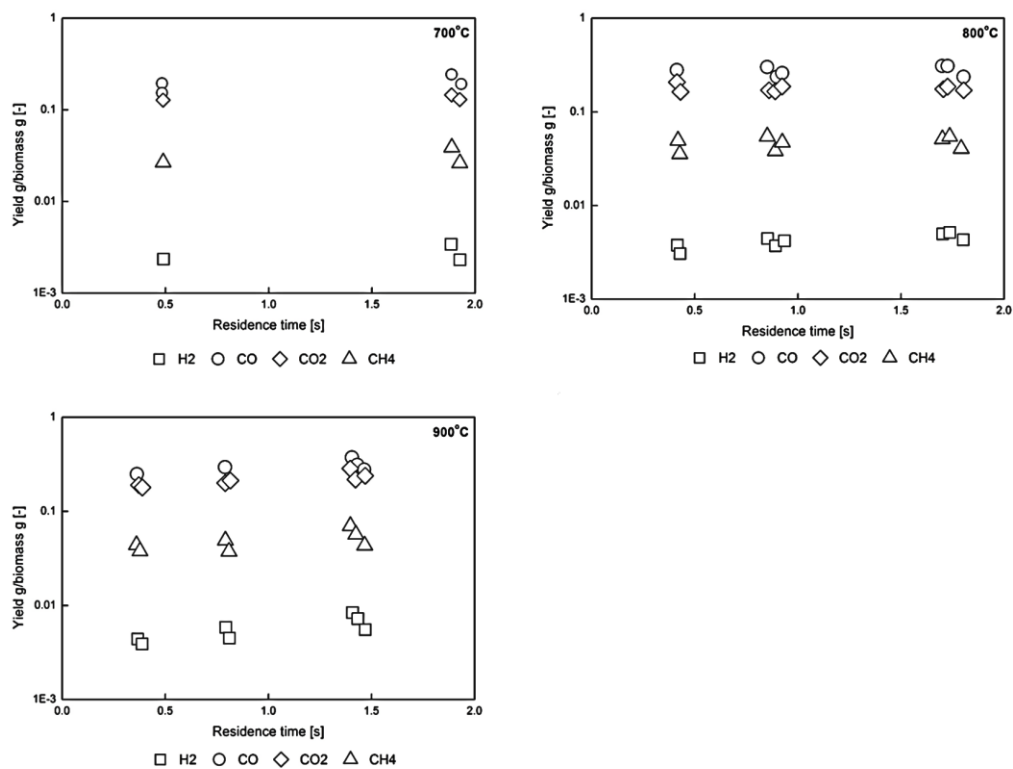 700°C
Yield g/biomass g [-]
1
0.1
0.01
1E-3
0.0 0.5 1.0 1.5 2.0
Residence time [s]
H2 CO CO2 CH4
800°C
Yield g/biomass g [-]
1
0.1
0.01
1E-3
0.0 0.5 1.0 1.5 2.0
Residence time [s]
H2 CO CO2 CH4
900°C
Yield g/biomass g [-]
1
0.1
0.01
1E-3
0.0 0.5 1.0 1.5 2.0
Residence time [s]
H2 CO CO2 CH4